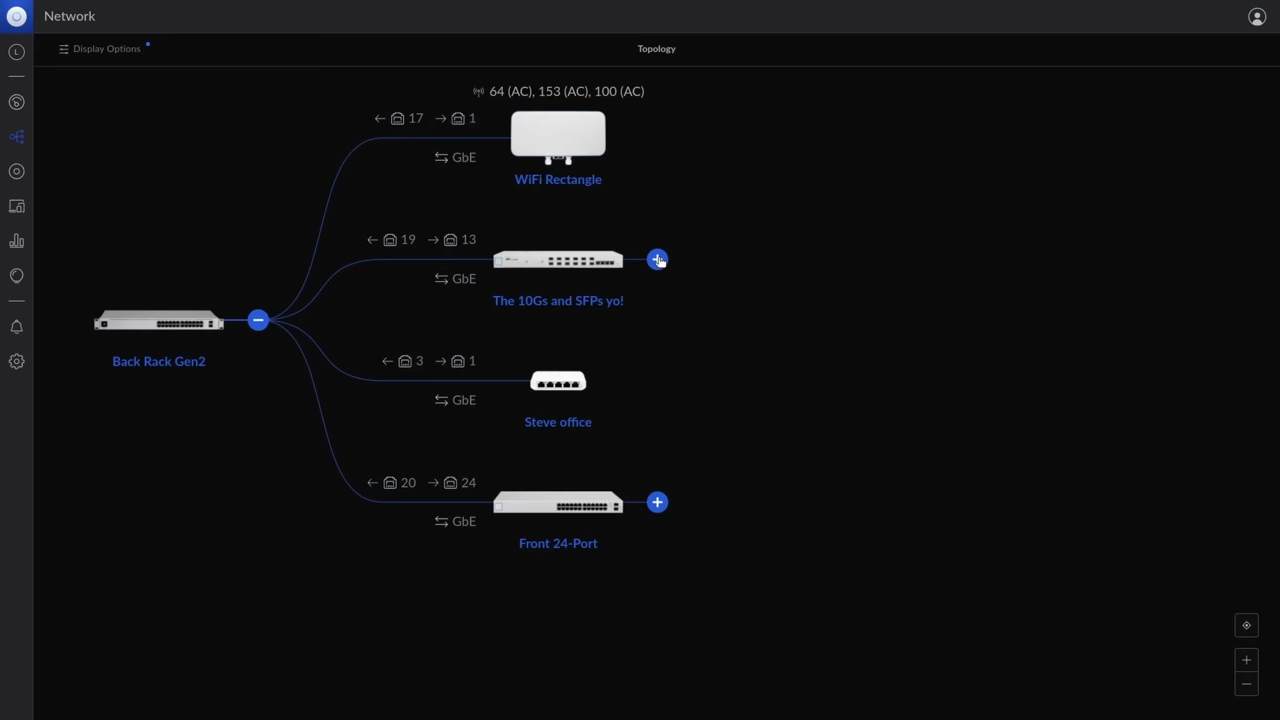 Network
L
Display Options
Topology
64 (AC), 153 (AC), 100 (AC)
← 17 → 1
GbE
WiFi Rectangle
← 19 → 13
GbE
The 10Gs and SFPs yo!
Back Rack Gen2
← 3 → 1
GbE
Steve office
← 20 → 24
GbE
Front 24-Port